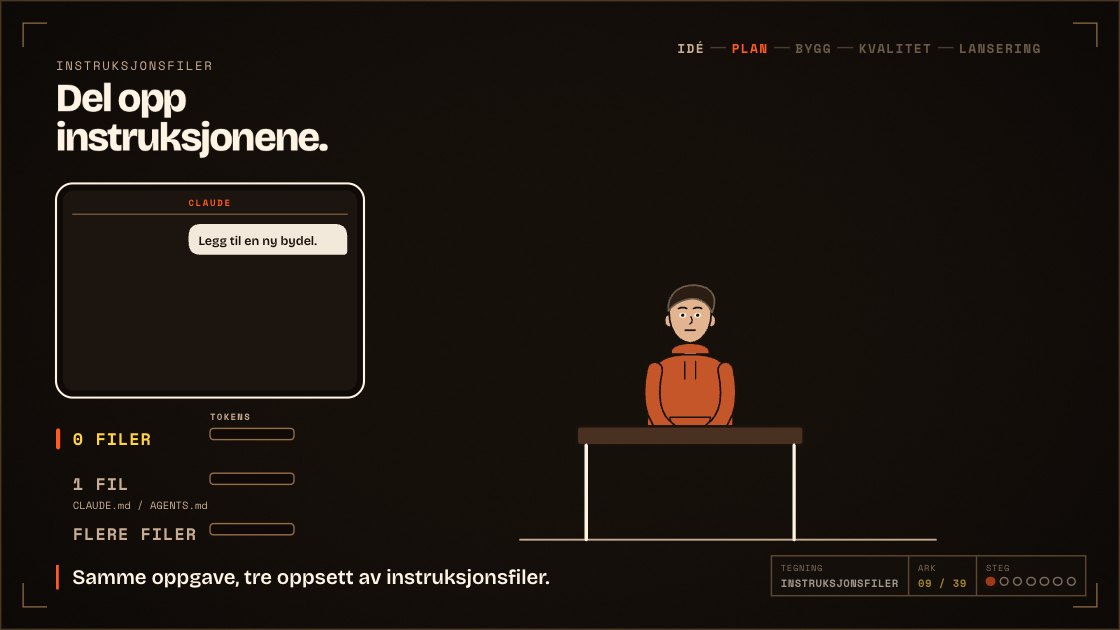 IDÉ — PLAN — BYGG — KVALITET — LANSERING
INSTRUKSJONSFILER
Del opp
instruksjonene.
CLAUDE
Legg til en ny bydel.
TOKENS
0 FILER
1 FIL
CLAUDE.md / AGENTS.md
FLERE FILER
Samme oppgave, tre oppsett av instruksjonsfiler.
TEGNING
INSTRUKSJONSFILER
ARK
09 / 39
STEG